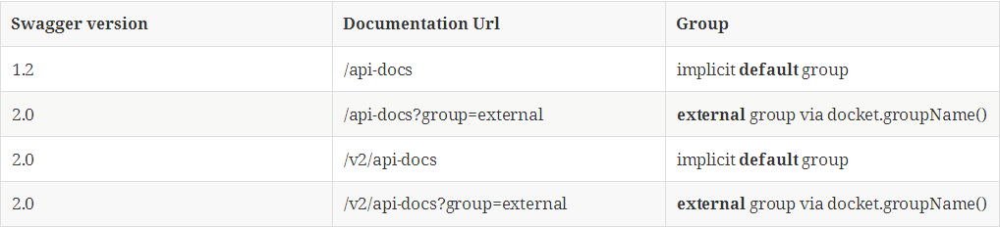 Swagger version Documentation Url Group
1.2 /api-docs implicit default group
2.0 /api-docs?group=external external group via docket.groupName()
2.0 /v2/api-docs implicit default group
2.0 /v2/api-docs?group=external external group via docket.groupName()